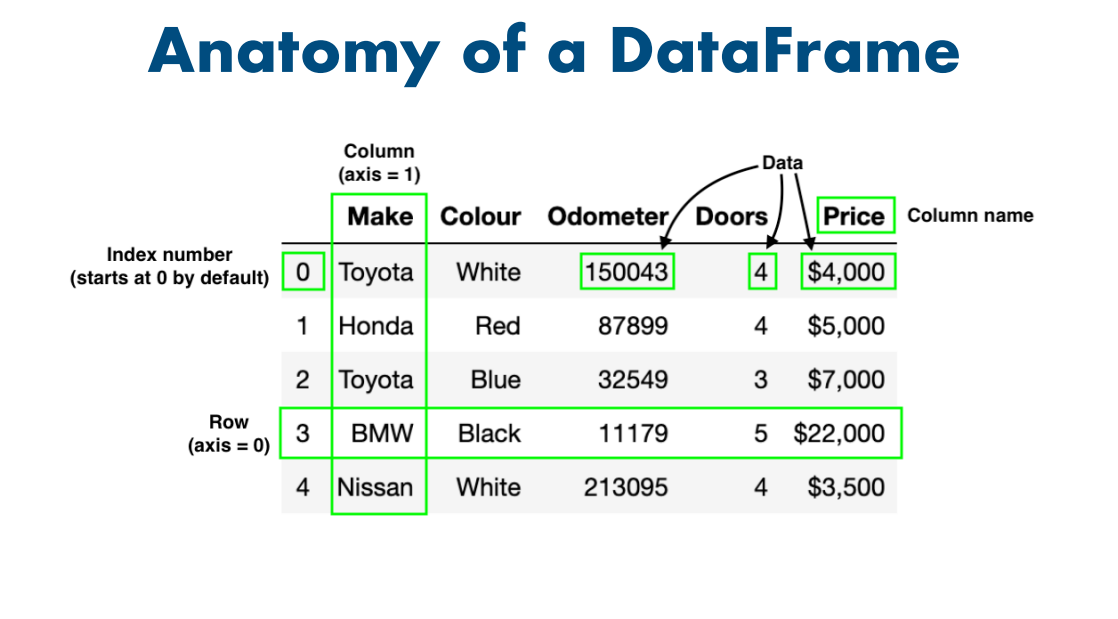 Anatomy of a DataFrame
Column
(axis = 1)
Data
Make Colour Odometer Doors Price
Column name
Index number
(starts at 0 by default)
0 Toyota White 150043 4 $4,000
1 Honda Red 87899 4 $5,000
2 Toyota Blue 32549 3 $7,000
Row
(axis = 0)
3 BMW Black 11179 5 $22,000
4 Nissan White 213095 4 $3,500